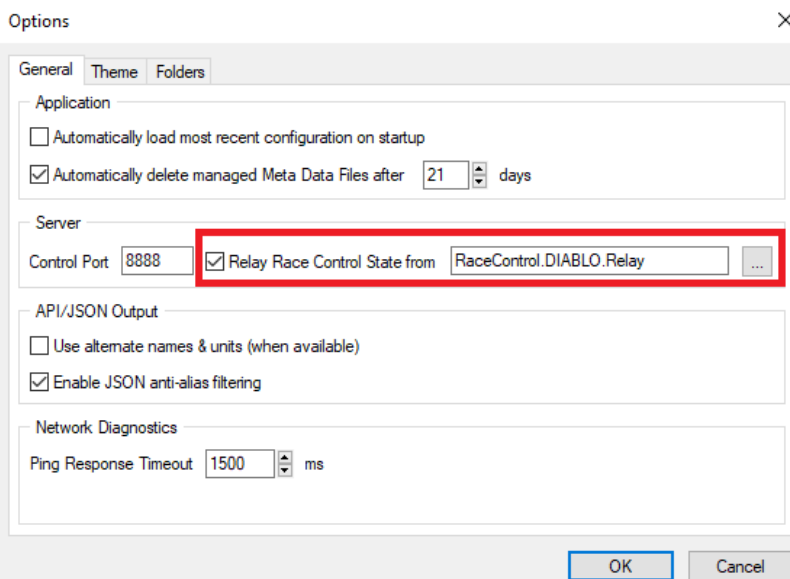 Options
General Theme Folders
Application
Automatically load most recent configuration on startup
Automatically delete managed Meta Data Files after 21 days
Server
Control Port 8888 Relay Race Control State from RaceControl.DIABLO.Relay ...
API/JSON Output
Use alternate names & units (when available)
Enable JSON anti-alias filtering
Network Diagnostics
Ping Response Timeout 1500 ms
OK Cancel